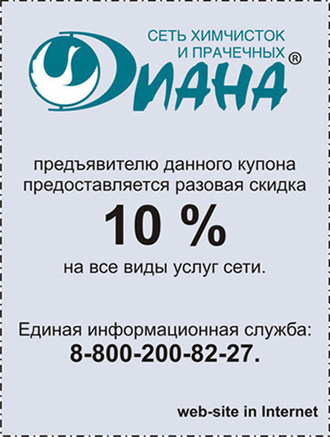 СЕТЬ ХИМЧИСТОК
И ПРАЧЕЧНЫХ
ДИАНА®
предъявителю данного купона
предоставляется разовая скидка
10 %
на все виды услуг сети.
Единая информационная служба:
8-800-200-82-27.
web-site in Internet